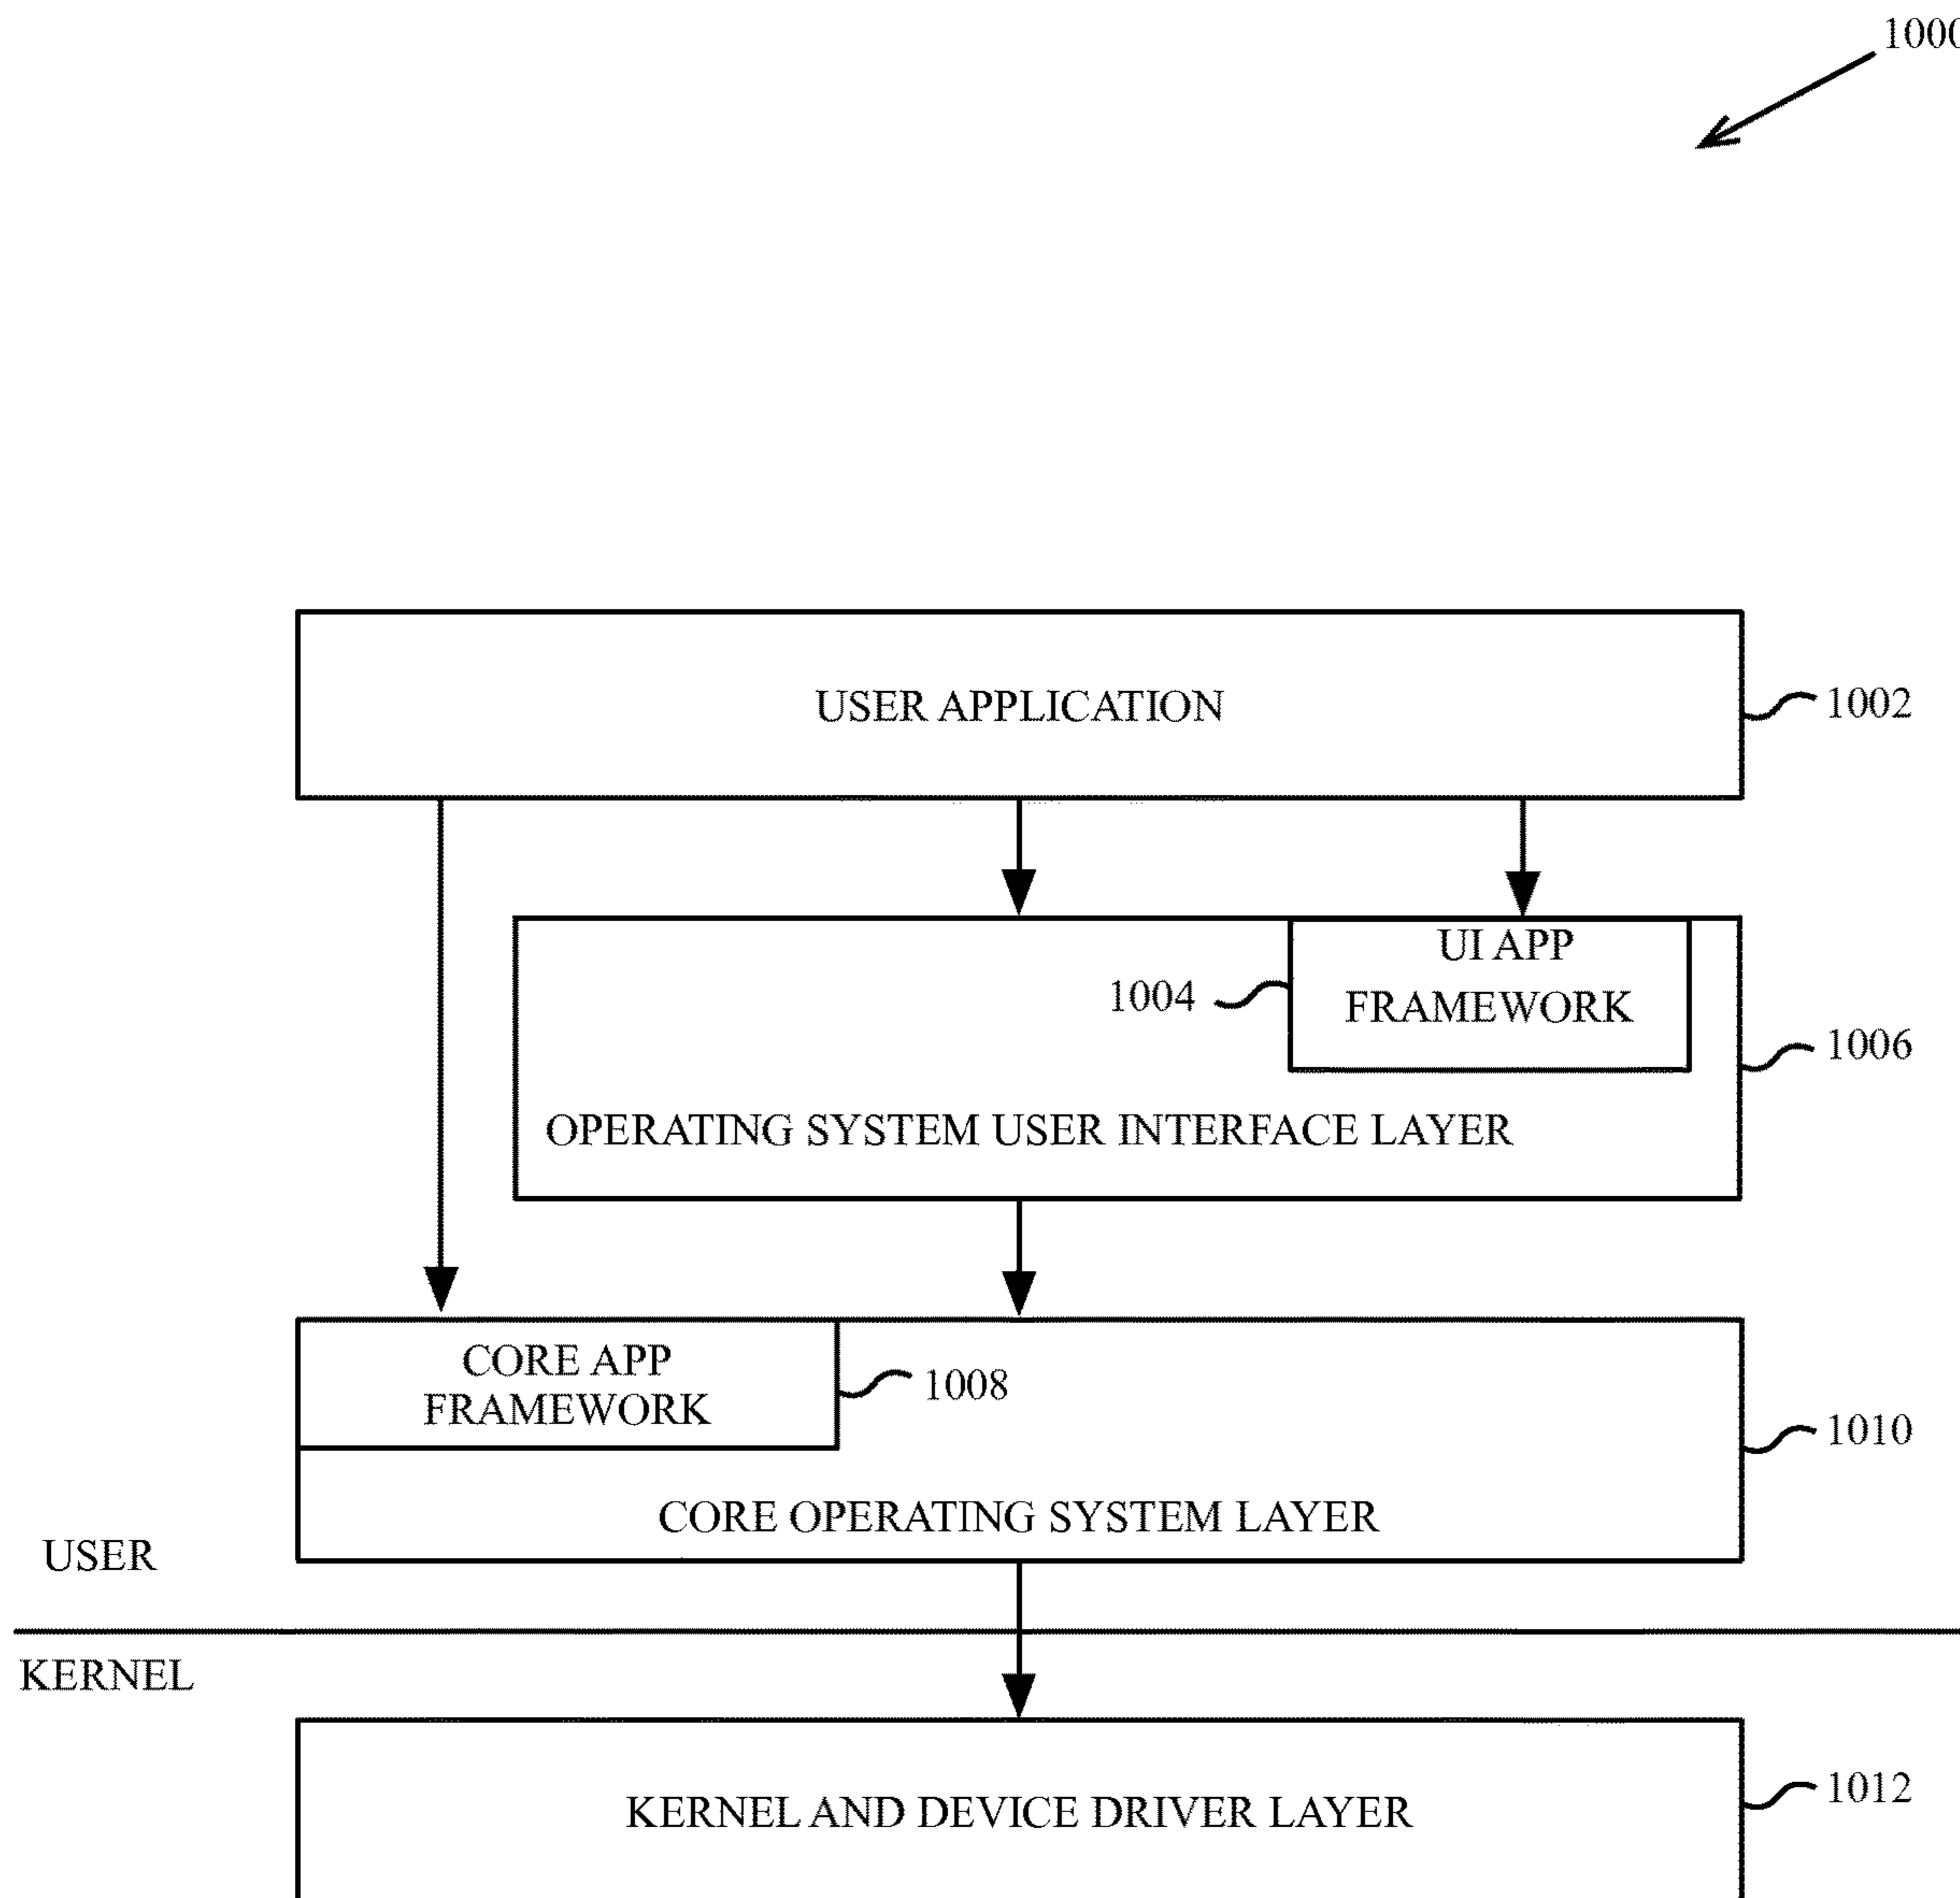 1000
USER APPLICATION
1002
UI APP
FRAMEWORK
1004
1006
OPERATING SYSTEM USER INTERFACE LAYER
CORE APP
FRAMEWORK
1008
1010
CORE OPERATING SYSTEM LAYER
USER
KERNEL
KERNEL AND DEVICE DRIVER LAYER
1012